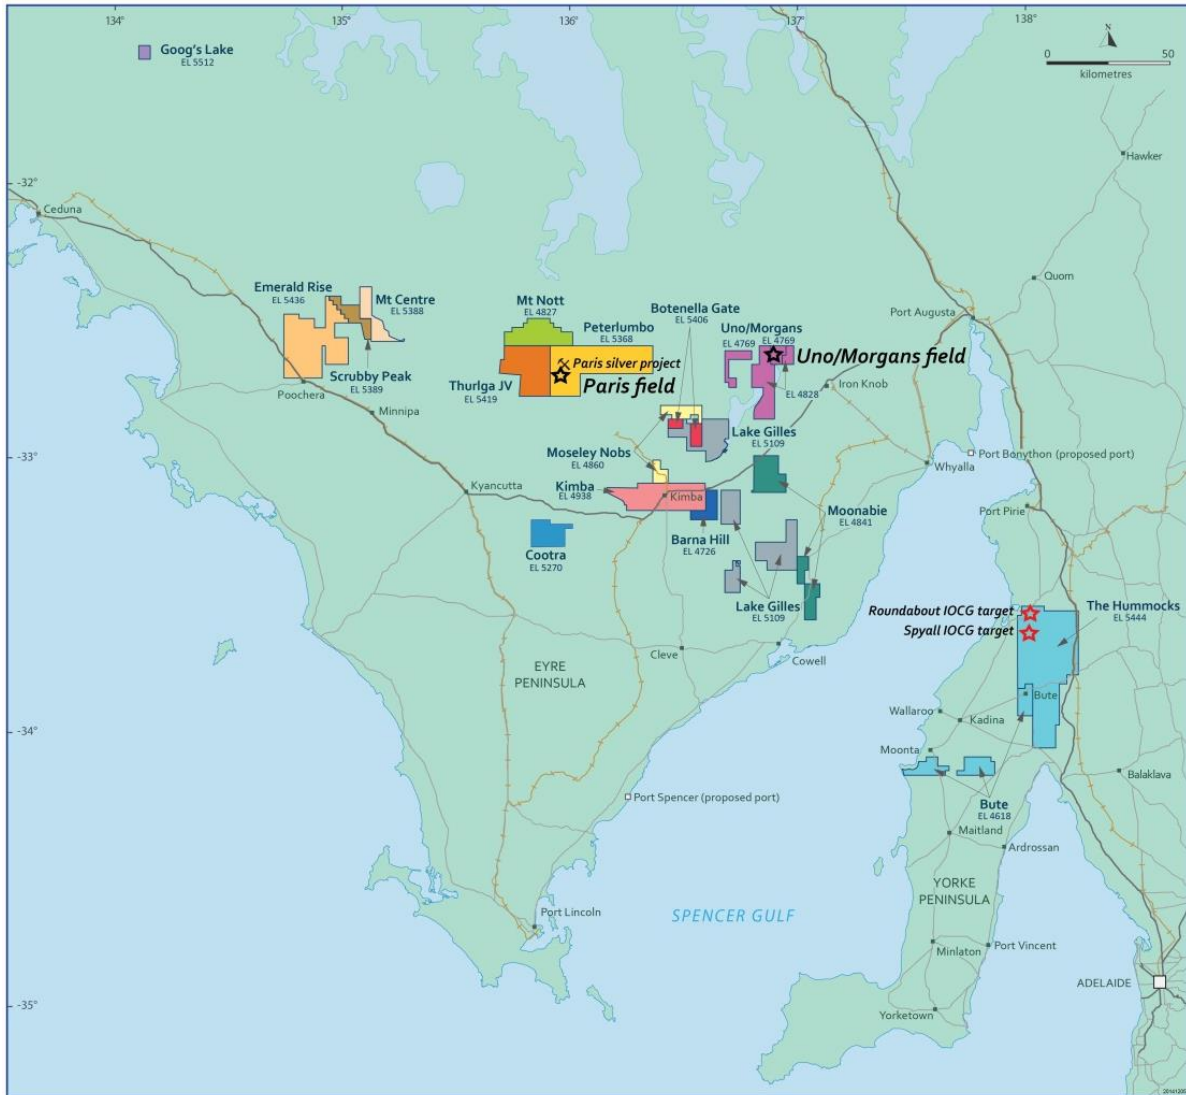 134°
135°
136°
137°
138°
N
0 50
kilometres
Goog's Lake
EL 5512
Hawker
-32°
Ceduna
Quorn
Emerald Rise
EL 5436
Mt Centre
EL 5388
Scrubby Peak
EL 5389
Poochera
Minnipa
Mt Nott
EL 4827
Peterlumbo
EL 5368
Paris silver project
Paris field
Thurlga JV
EL 5419
Botenella Gate
EL 5406
Uno/Morgans
EL 4769
EL 4769
Uno/Morgans field
EL 4828
Port Augusta
Iron Knob
-33°
Moseley Nobs
EL 4860
Lake Gilles
EL 5109
Whyalla
Port Bonython (proposed port)
Kimba
EL 4938
Kimba
Kyancutta
Port Pirie
Moonabie
EL 4841
Barna Hill
EL 4726
Cootra
EL 5270
Lake Gilles
EL 5109
Roundabout IOCG target
Spyall IOCG target
The Hummocks
EL 5444
Cleve
Cowell
EYRE
PENINSULA
Bute
Wallaroo
Kadina
-34°
Moonta
Balaklava
Port Spencer (proposed port)
Bute
EL 4618
Maitland
Ardrossan
YORKE
PENINSULA
Port Lincoln
SPENCER GULF
Minlaton
Port Vincent
ADELAIDE
-35°
Yorketown